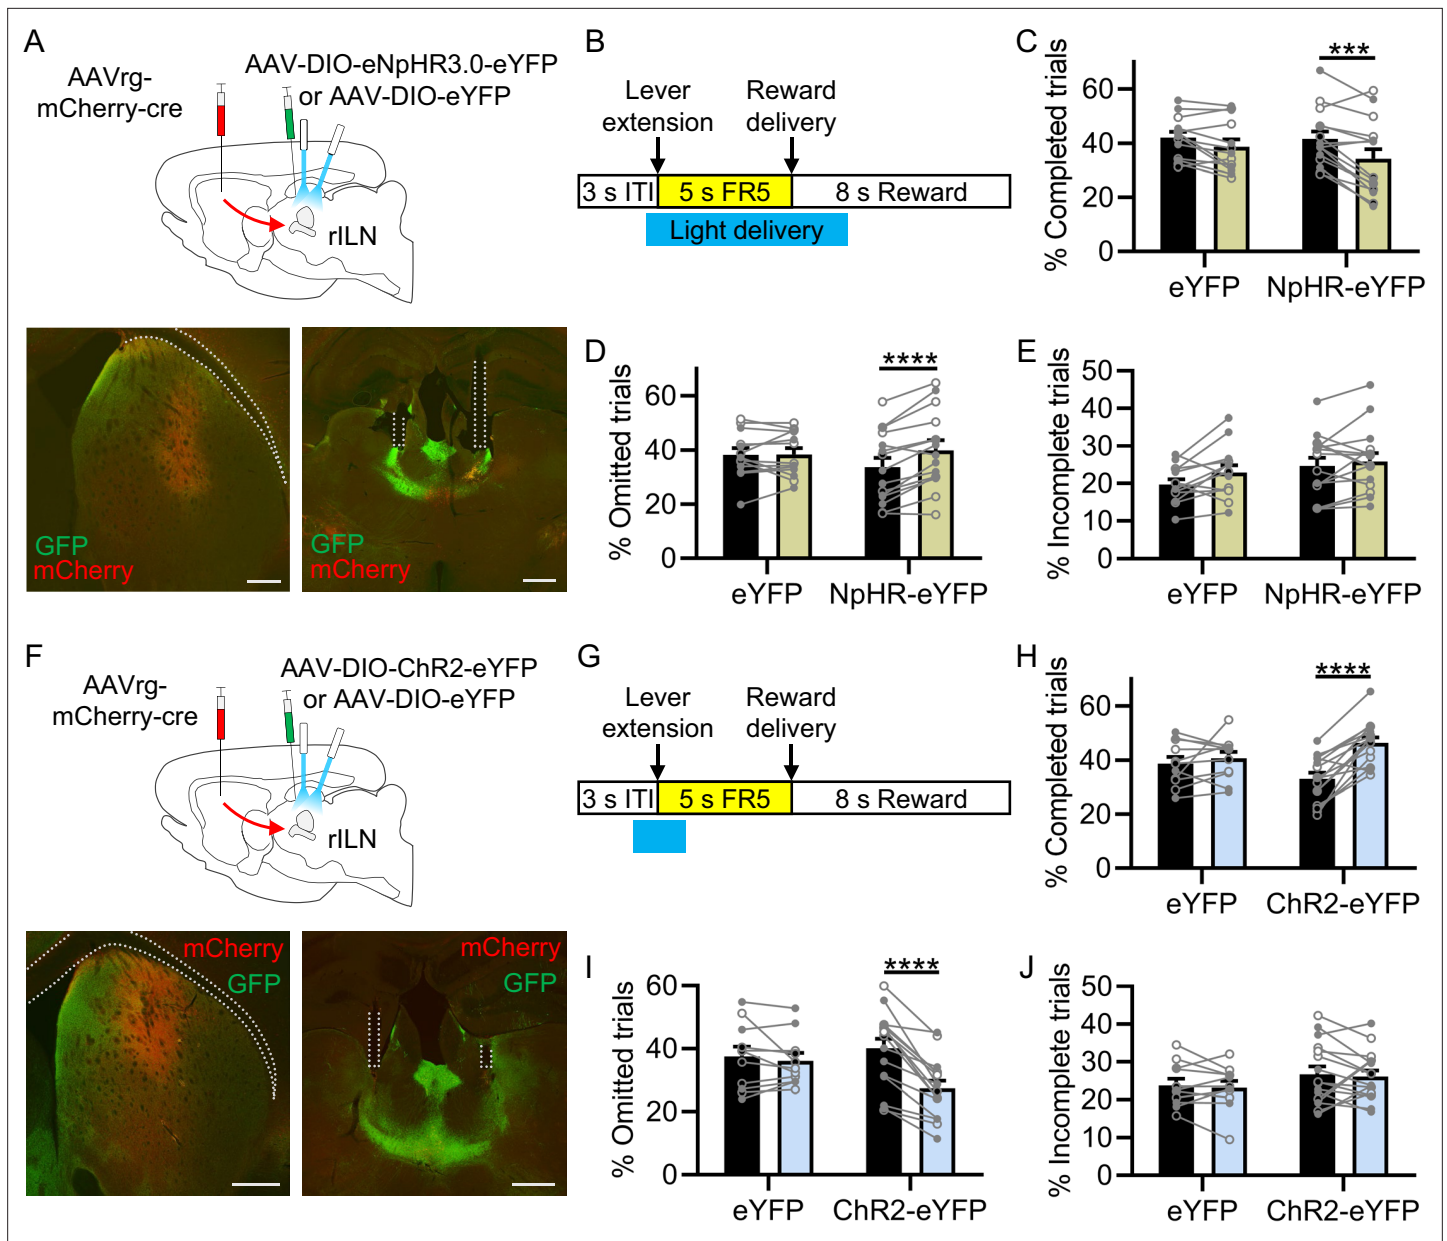 A
AAVrg-
mCherry-cre
AAV-DIO-eNpHR3.0-eYFP
or AAV-DIO-eYFP
rILN
GFP
mCherry
GFP
mCherry
B
Lever
extension
Reward
delivery
3 s ITI
5 s FR5
8 s Reward
Light delivery
C
% Completed trials
60
40
20
0
***
eYFP
NpHR-eYFP
D
% Omitted trials
60
40
20
0
****
eYFP
NpHR-eYFP
E
% Incomplete trials
50
40
30
20
10
0
eYFP
NpHR-eYFP
F
AAVrg-
mCherry-cre
AAV-DIO-ChR2-eYFP
or AAV-DIO-eYFP
rILN
mCherry
GFP
mCherry
GFP
G
Lever
extension
Reward
delivery
3 s ITI
5 s FR5
8 s Reward
H
% Completed trials
60
40
20
0
****
eYFP
ChR2-eYFP
I
% Omitted trials
60
40
20
0
****
eYFP
ChR2-eYFP
J
% Incomplete trials
50
40
30
20
10
0
eYFP
ChR2-eYFP